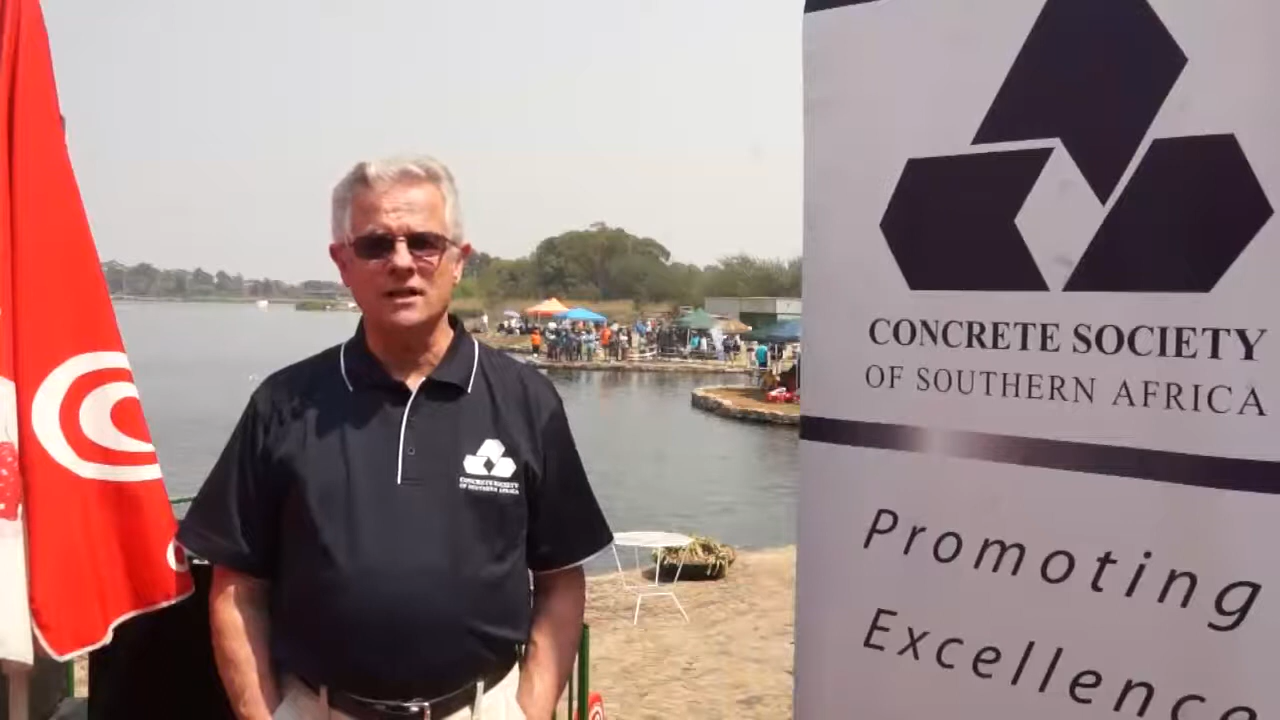 CONCRETE SOCIETY
OF SOUTHERN AFRICA
Promoting
Excellence
CONCRETE SOCIETY
OF SOUTHERN AFRICA